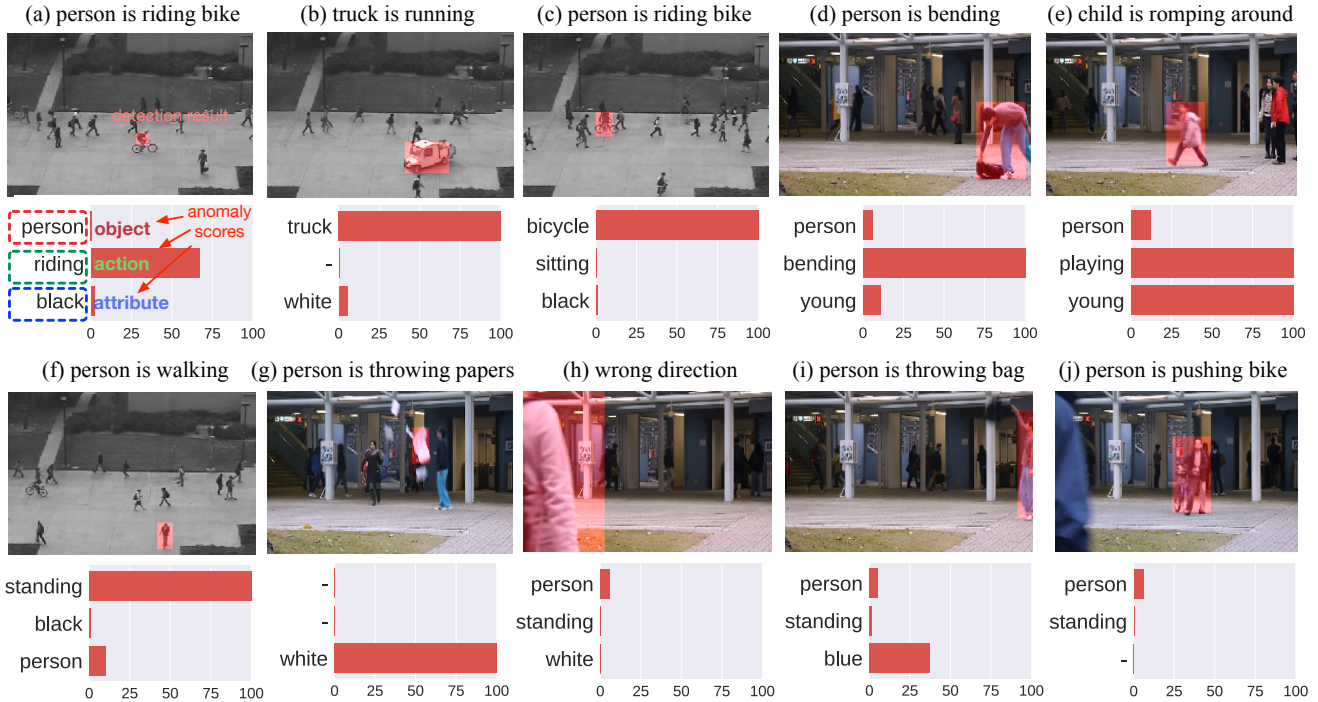 (a) person is riding bike
(b) truck is running
(c) person is riding bike
(d) person is bending
(e) child is romping around
detection result
person
object
anomaly
scores
riding
action
black
attribute
0 25 50 75 100
truck
-
white
0 25 50 75 100
bicycle
sitting
black
0 25 50 75 100
person
bending
young
0 25 50 75 100
person
playing
young
0 25 50 75 100
(f) person is walking
(g) person is throwing papers
(h) wrong direction
(i) person is throwing bag
(j) person is pushing bike
standing
black
person
0 25 50 75 100
-
-
white
0 25 50 75 100
person
standing
white
0 25 50 75 100
person
standing
blue
0 25 50 75 100
person
standing
-
0 25 50 75 100